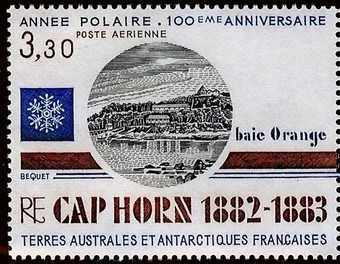 ANNEE POLAIRE . 100EME ANNIVERSAIRE
3,30 POSTE AERIENNE
baie Orange
BEQUET
RF CAP HORN 1882-1883
TERRES AUSTRALES ET ANTARCTIQUES FRANÇAISES